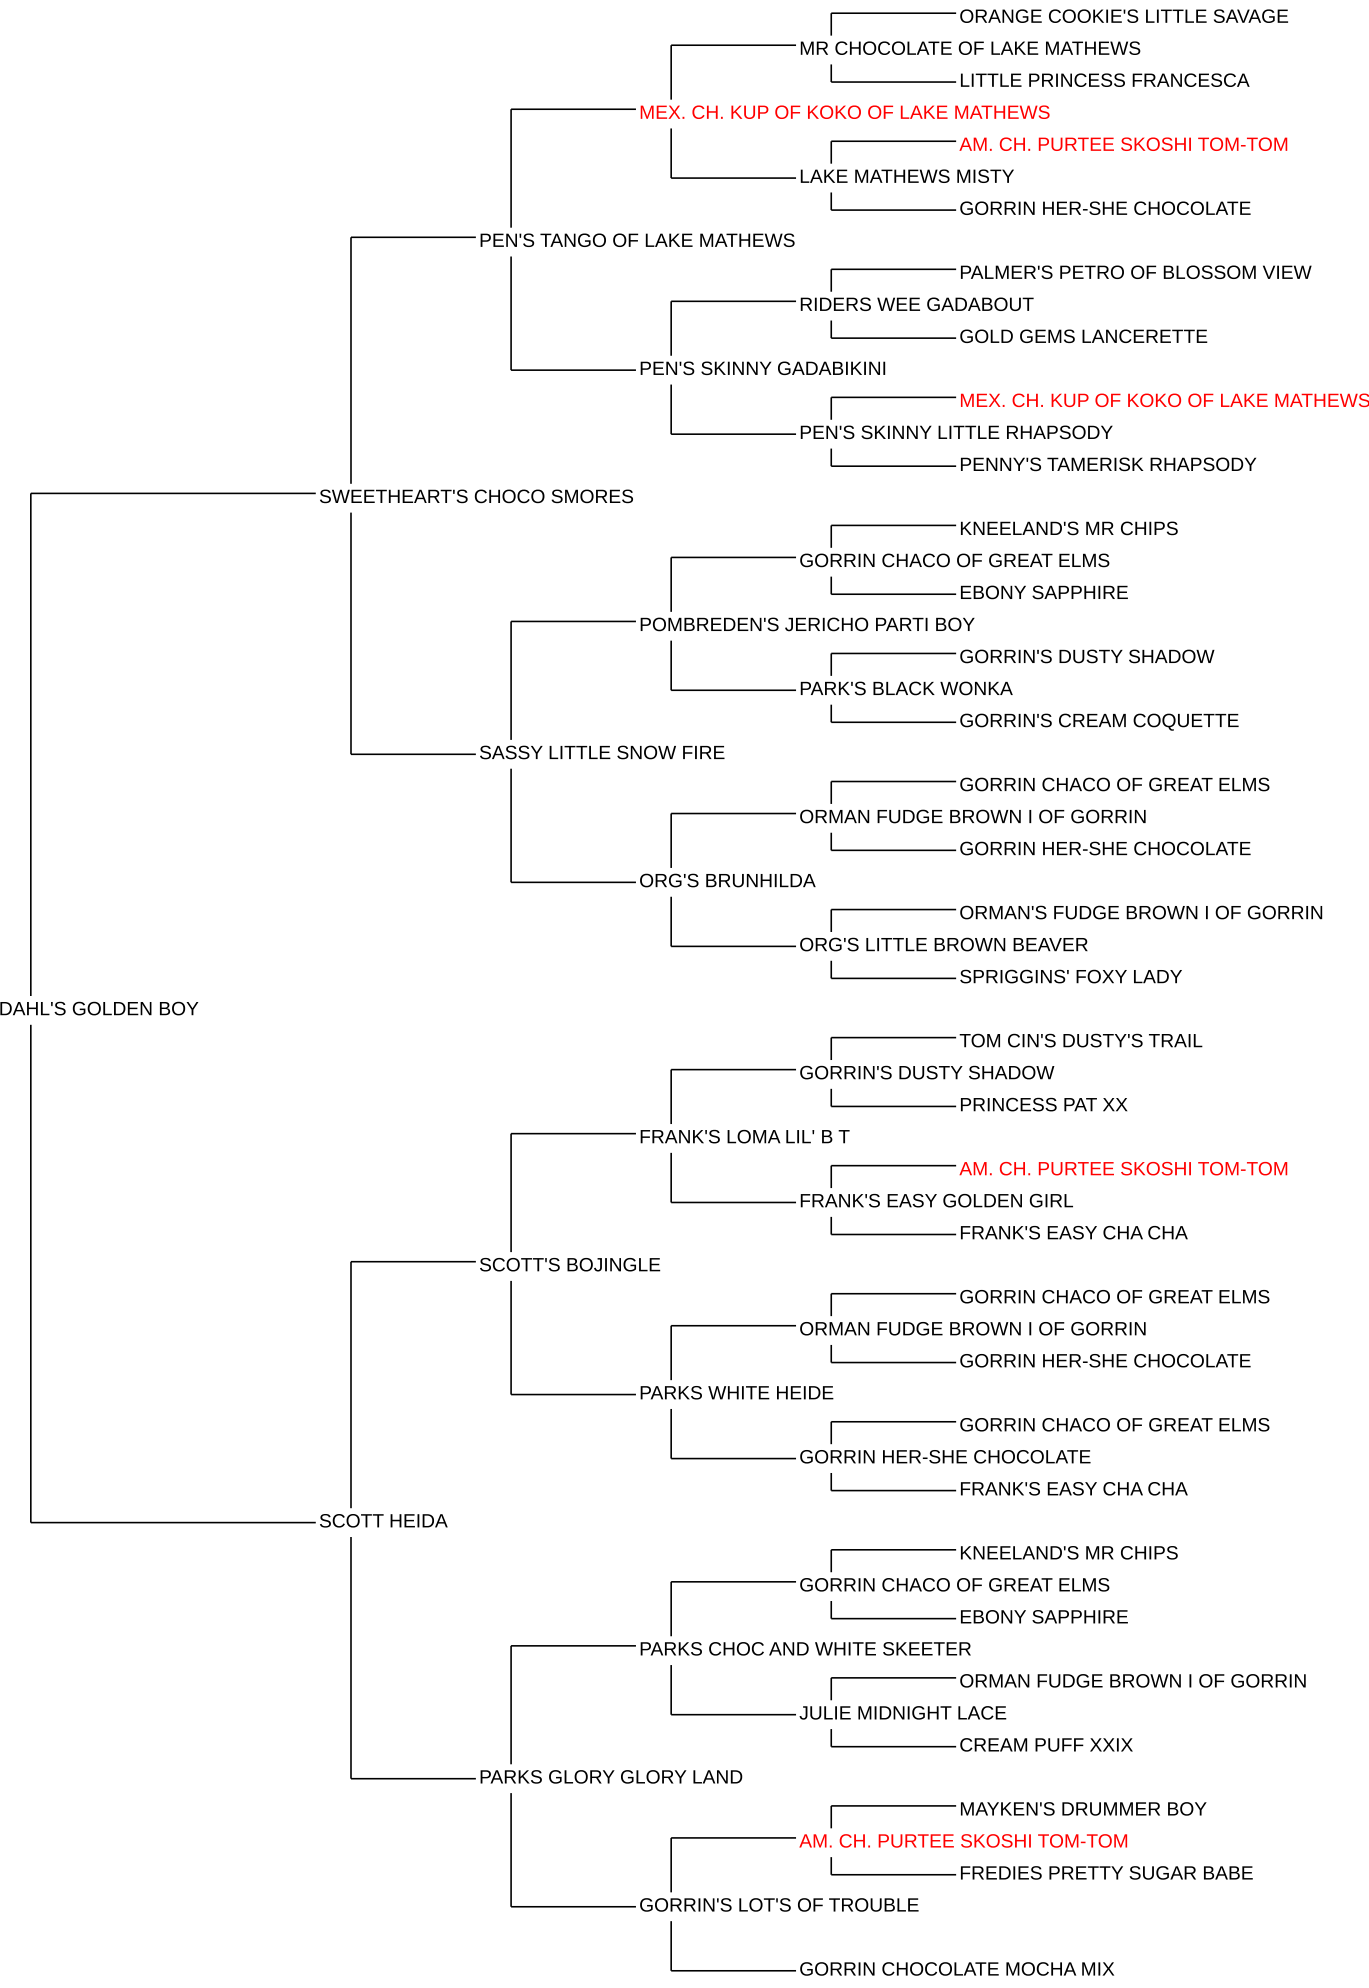 ORANGE COOKIE'S LITTLE SAVAGE
MR CHOCOLATE OF LAKE MATHEWS
LITTLE PRINCESS FRANCESCA
MEX. CH. KUP OF KOKO OF LAKE MATHEWS
AM. CH. PURTEE SKOSHI TOM-TOM
LAKE MATHEWS MISTY
GORRIN HER-SHE CHOCOLATE
PEN'S TANGO OF LAKE MATHEWS
PALMER'S PETRO OF BLOSSOM VIEW
RIDERS WEE GADABOUT
GOLD GEMS LANCERETTE
PEN'S SKINNY GADABIKINI
MEX. CH. KUP OF KOKO OF LAKE MATHEWS
PEN'S SKINNY LITTLE RHAPSODY
PENNY'S TAMERISK RHAPSODY
SWEETHEART'S CHOCO SMORES
KNEELAND'S MR CHIPS
GORRIN CHACO OF GREAT ELMS
EBONY SAPPHIRE
POMBREDEN'S JERICHO PARTI BOY
GORRIN'S DUSTY SHADOW
PARK'S BLACK WONKA
GORRIN'S CREAM COQUETTE
SASSY LITTLE SNOW FIRE
GORRIN CHACO OF GREAT ELMS
ORMAN FUDGE BROWN I OF GORRIN
GORRIN HER-SHE CHOCOLATE
ORG'S BRUNHILDA
ORMAN'S FUDGE BROWN I OF GORRIN
ORG'S LITTLE BROWN BEAVER
SPRIGGINS' FOXY LADY
DAHL'S GOLDEN BOY
TOM CIN'S DUSTY'S TRAIL
GORRIN'S DUSTY SHADOW
PRINCESS PAT XX
FRANK'S LOMA LIL' B T
AM. CH. PURTEE SKOSHI TOM-TOM
FRANK'S EASY GOLDEN GIRL
FRANK'S EASY CHA CHA
SCOTT'S BOJINGLE
GORRIN CHACO OF GREAT ELMS
ORMAN FUDGE BROWN I OF GORRIN
GORRIN HER-SHE CHOCOLATE
PARKS WHITE HEIDE
GORRIN CHACO OF GREAT ELMS
GORRIN HER-SHE CHOCOLATE
FRANK'S EASY CHA CHA
SCOTT HEIDA
KNEELAND'S MR CHIPS
GORRIN CHACO OF GREAT ELMS
EBONY SAPPHIRE
PARKS CHOC AND WHITE SKEETER
ORMAN FUDGE BROWN I OF GORRIN
JULIE MIDNIGHT LACE
CREAM PUFF XXIX
PARKS GLORY GLORY LAND
MAYKEN'S DRUMMER BOY
AM. CH. PURTEE SKOSHI TOM-TOM
FREDIES PRETTY SUGAR BABE
GORRIN'S LOT'S OF TROUBLE
GORRIN CHOCOLATE MOCHA MIX